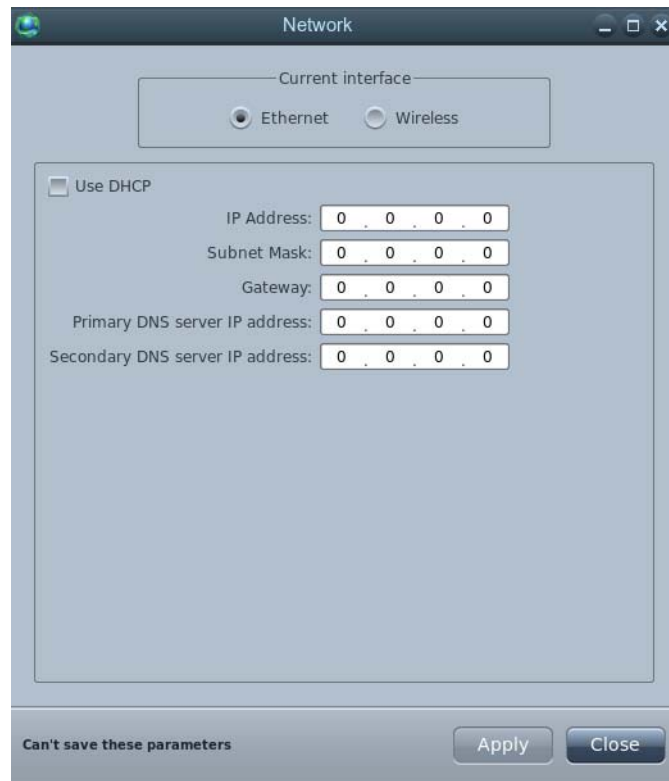 Network
Current interface
Ethernet Wireless
Use DHCP
IP Address: 0 . 0 . 0 . 0
Subnet Mask: 0 . 0 . 0 . 0
Gateway: 0 . 0 . 0 . 0
Primary DNS server IP address: 0 . 0 . 0 . 0
Secondary DNS server IP address: 0 . 0 . 0 . 0
Can't save these parameters Apply Close